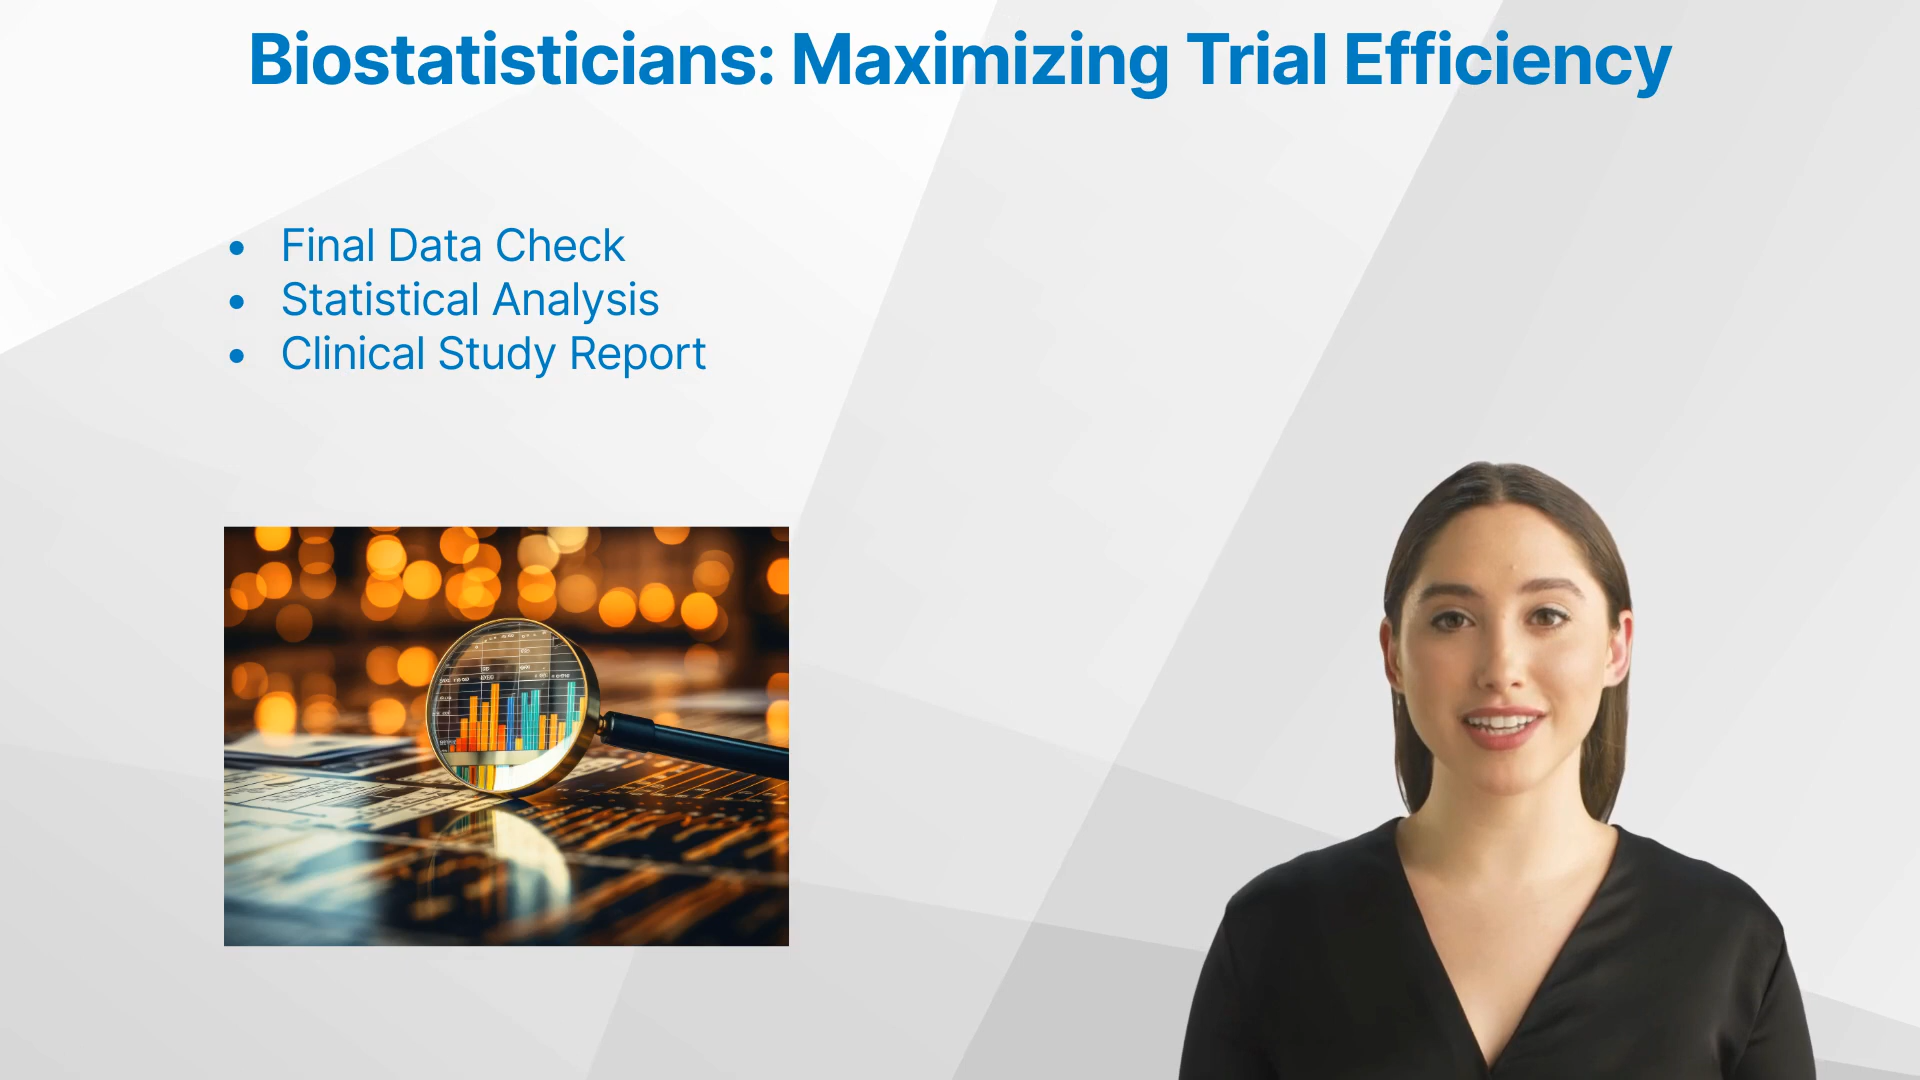 Biostatisticians: Maximizing Trial Efficiency
• Final Data Check
• Statistical Analysis
• Clinical Study Report